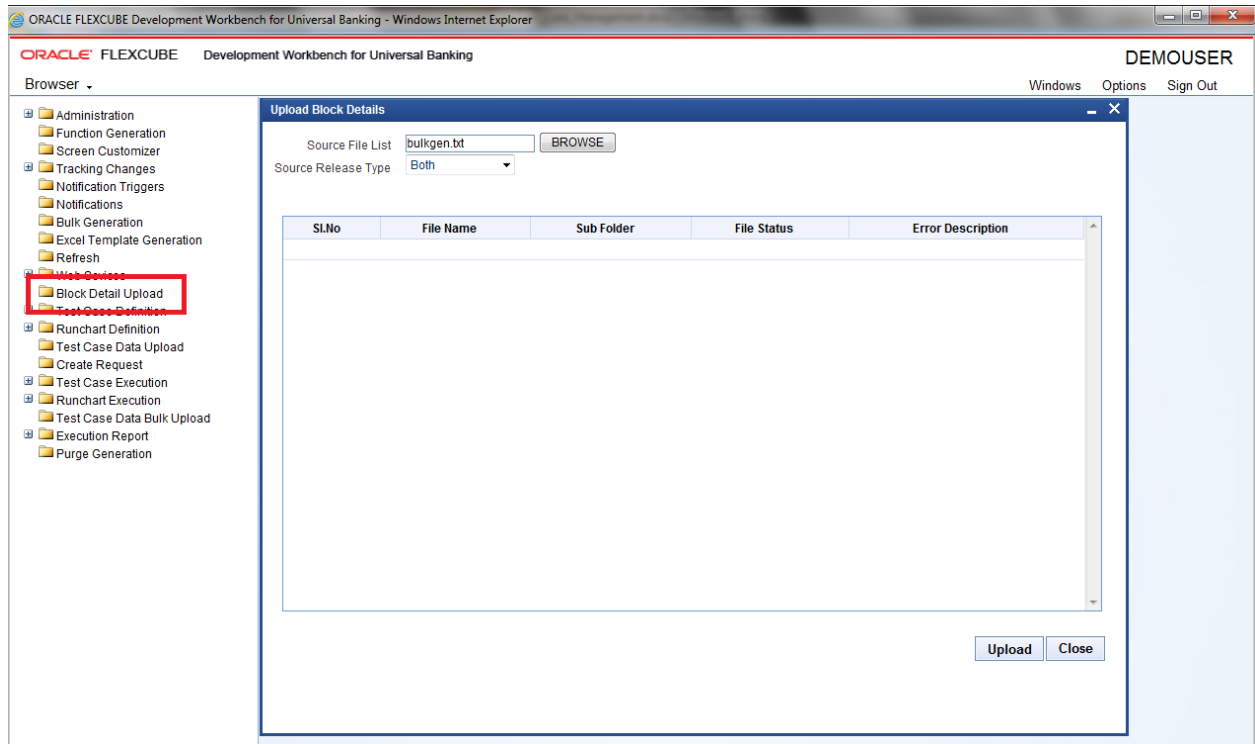 ORACLE FLEXCUBE Development Workbench for Universal Banking - Windows Internet Explorer
ORACLE FLEXCUBE Development Workbench for Universal Banking
DEMOUSER
Browser
Windows Options Sign Out
Administration
Function Generation
Screen Customizer
Tracking Changes
Notification Triggers
Notifications
Bulk Generation
Excel Template Generation
Refresh
Block Detail Upload
Test Case Definition
Runchart Definition
Test Case Data Upload
Create Request
Test Case Execution
Runchart Execution
Test Case Data Bulk Upload
Execution Report
Purge Generation
Upload Block Details
Source File List bulkgen.txt BROWSE
Source Release Type Both
Sl.No File Name Sub Folder File Status Error Description
Upload Close